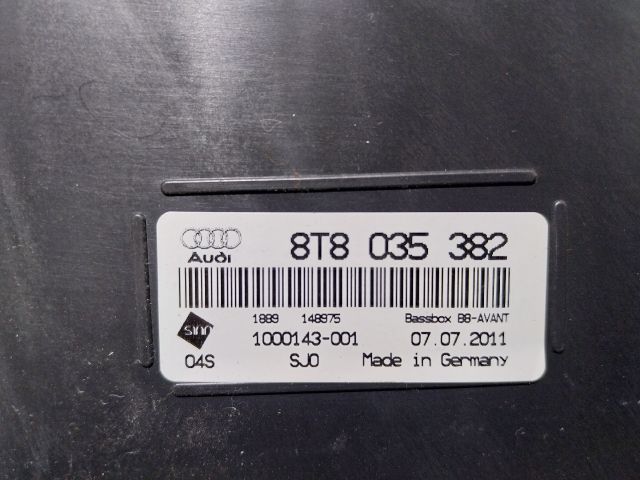 Audi
8T8 035 382
1889 148975 Bassbox B8-AVANT
1000143-001 07.07.2011
04S SJ0 Made in Germany